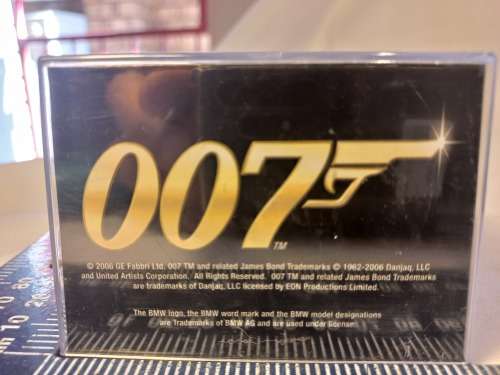 007
TM
© 2006 GE Fabbri Ltd. 007 TM and related James Bond Trademarks © 1962-2006 Danjaq, LLC
and United Artists Corporation. All Rights Reserved. 007 TM and related James Bond Trademarks
are trademarks of Danjaq, LLC licensed by EON Productions Limited.
The BMW logo, the BMW word mark and the BMW model designations
are Trademarks of BMW AG and are used under license